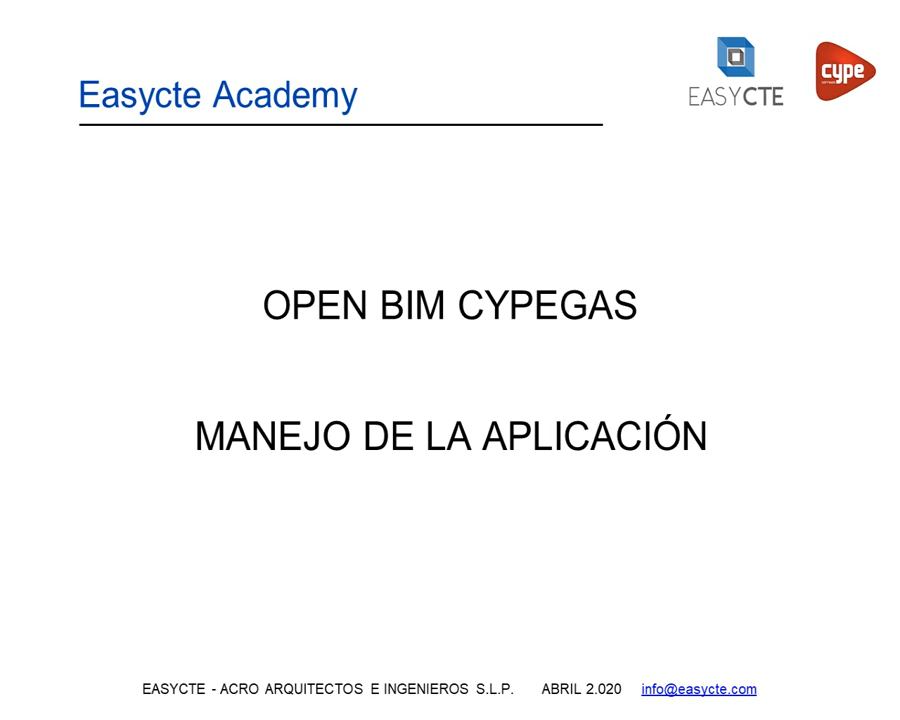 Easycte Academy
EASYCTE
cype
OPEN BIM CYPEGAS
MANEJO DE LA APLICACIÓN
EASYCTE - ACRO ARQUITECTOS E INGENIEROS S.L.P. ABRIL 2.020 info@easycte.com